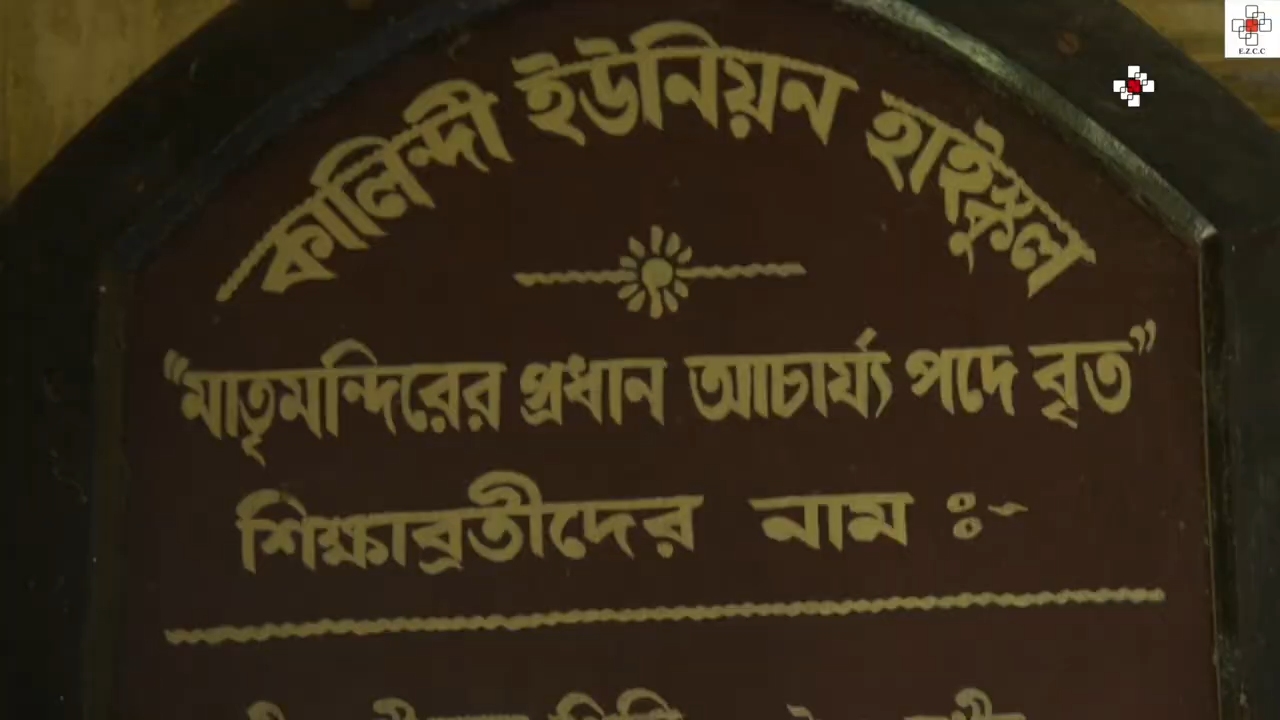 E.Z.C.C
কালিন্দী ইউনিয়ন হাইস্কুল
"মাতৃমন্দিরের প্রধান আচার্য্য পদে বৃত"
শিক্ষাব্রতীদের নাম :-